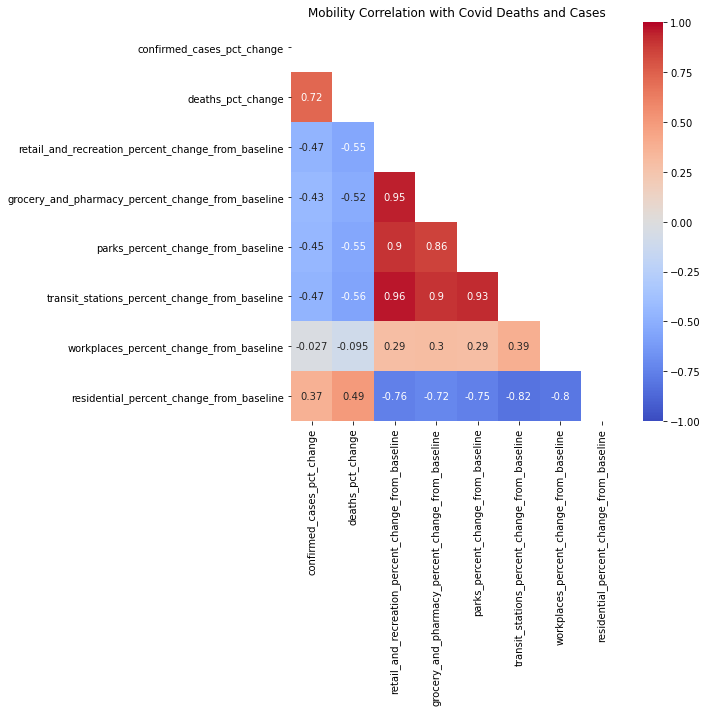 Mobility Correlation with Covid Deaths and Cases
confirmed_cases_pct_change
deaths_pct_change
0.72
retail_and_recreation_percent_change_from_baseline
-0.47 -0.55
grocery_and_pharmacy_percent_change_from_baseline
-0.43 -0.52 0.95
parks_percent_change_from_baseline
-0.45 -0.55 0.9 0.86
transit_stations_percent_change_from_baseline
-0.47 -0.56 0.96 0.9 0.93
workplaces_percent_change_from_baseline
-0.027 -0.095 0.29 0.3 0.29 0.39
residential_percent_change_from_baseline
0.37 0.49 -0.76 -0.72 -0.75 -0.82 -0.8
confirmed_cases_pct_change
deaths_pct_change
retail_and_recreation_percent_change_from_baseline
grocery_and_pharmacy_percent_change_from_baseline
parks_percent_change_from_baseline
transit_stations_percent_change_from_baseline
workplaces_percent_change_from_baseline
residential_percent_change_from_baseline
1.00
0.75
0.50
0.25
0.00
−0.25
−0.50
−0.75
−1.00